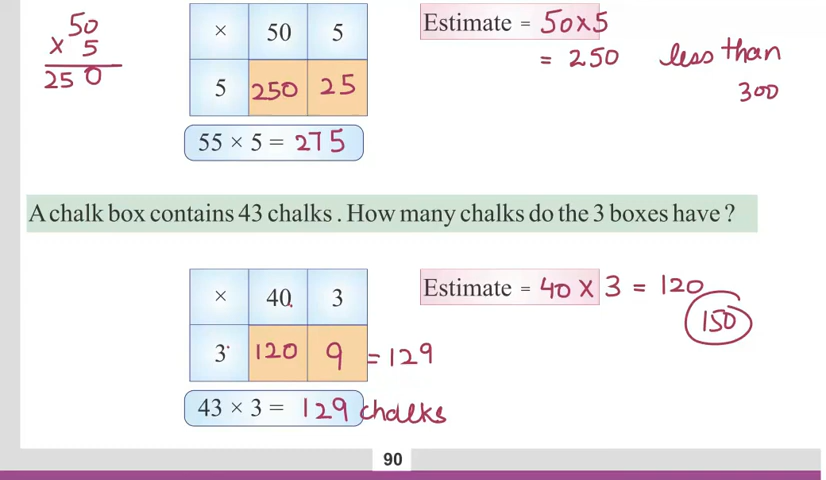 50
× 5
250
× 50 5
5 250 25
55 × 5 = 275
Estimate = 50×5
= 250 less than
300
A chalk box contains 43 chalks . How many chalks do the 3 boxes have ?
× 40 3
3 120 9 = 129
43 × 3 = 129 chalks
Estimate = 40 × 3 = 120
150
90